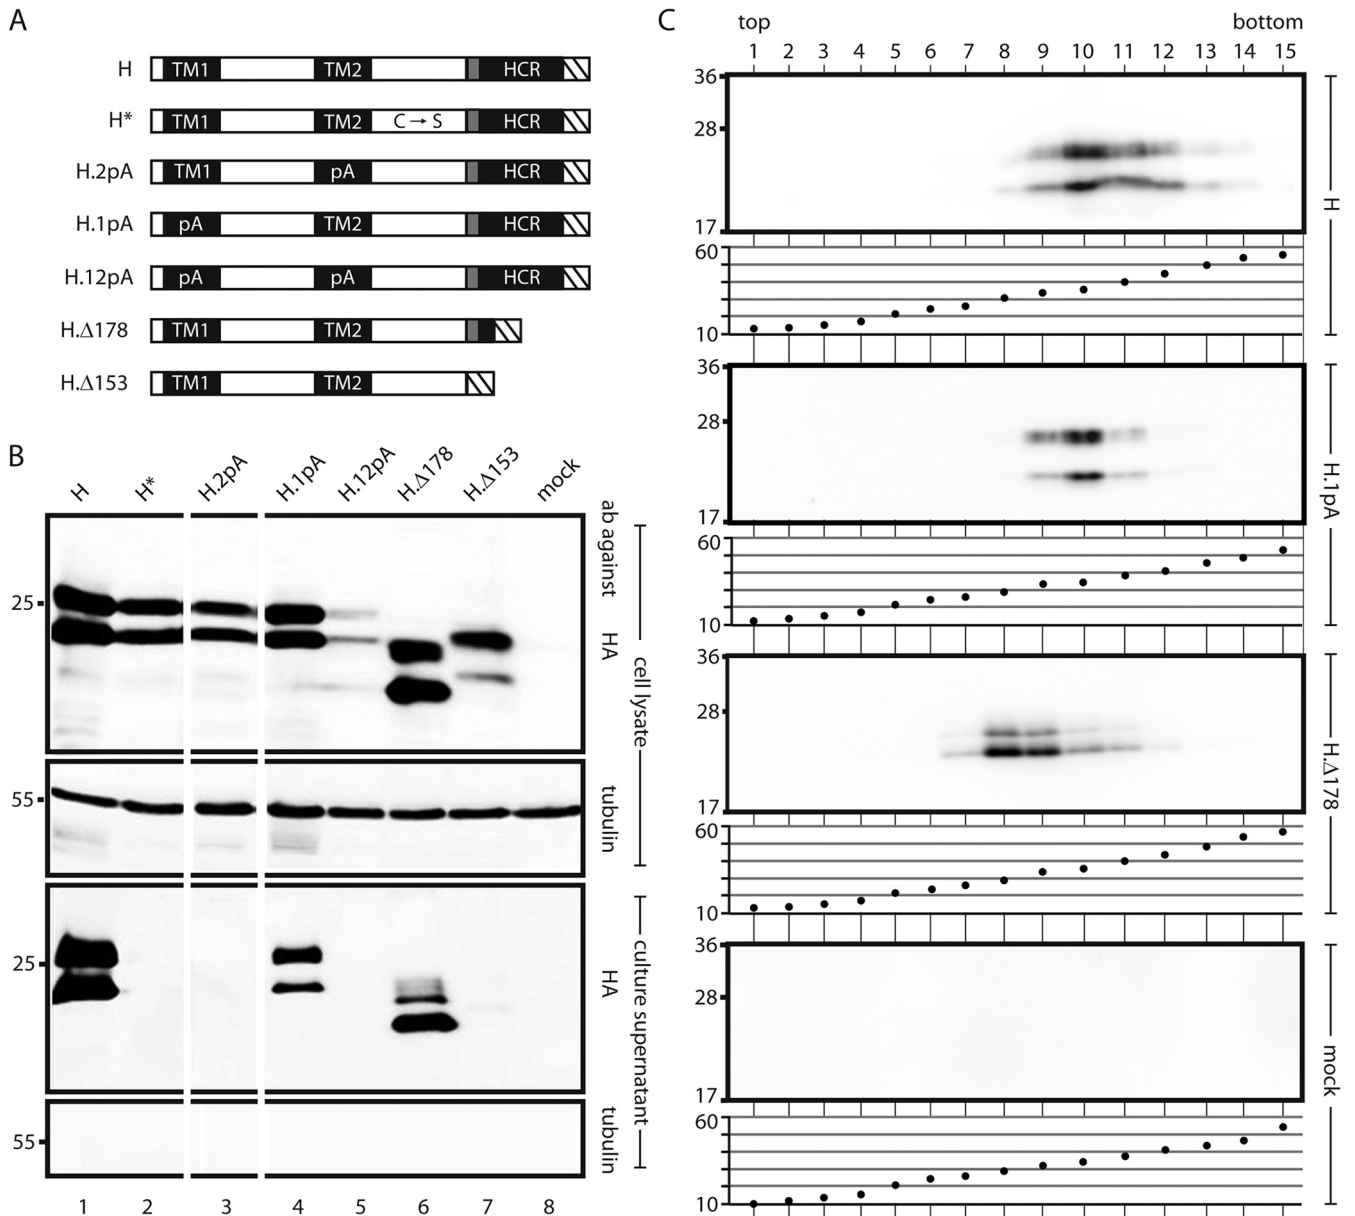 A
H TM1 TM2 HCR
H* TM1 TM2 C → S HCR
H.2pA TM1 pA HCR
H.1pA pA TM2 HCR
H.12pA pA pA HCR
H.Δ178 TM1 TM2
H.Δ153 TM1 TM2
B
H H* H.2pA H.1pA H.12pA H.Δ178 H.Δ153 mock
ab against
25
HA
cell lysate
55
tubulin
25
HA
culture supernatant
55
tubulin
1 2 3 4 5 6 7 8
C
top bottom
1 2 3 4 5 6 7 8 9 10 11 12 13 14 15
36
28
17
H
60
10
36
28
17
H.1pA
60
10
36
28
17
H.Δ178
60
10
36
28
17
mock
60
10